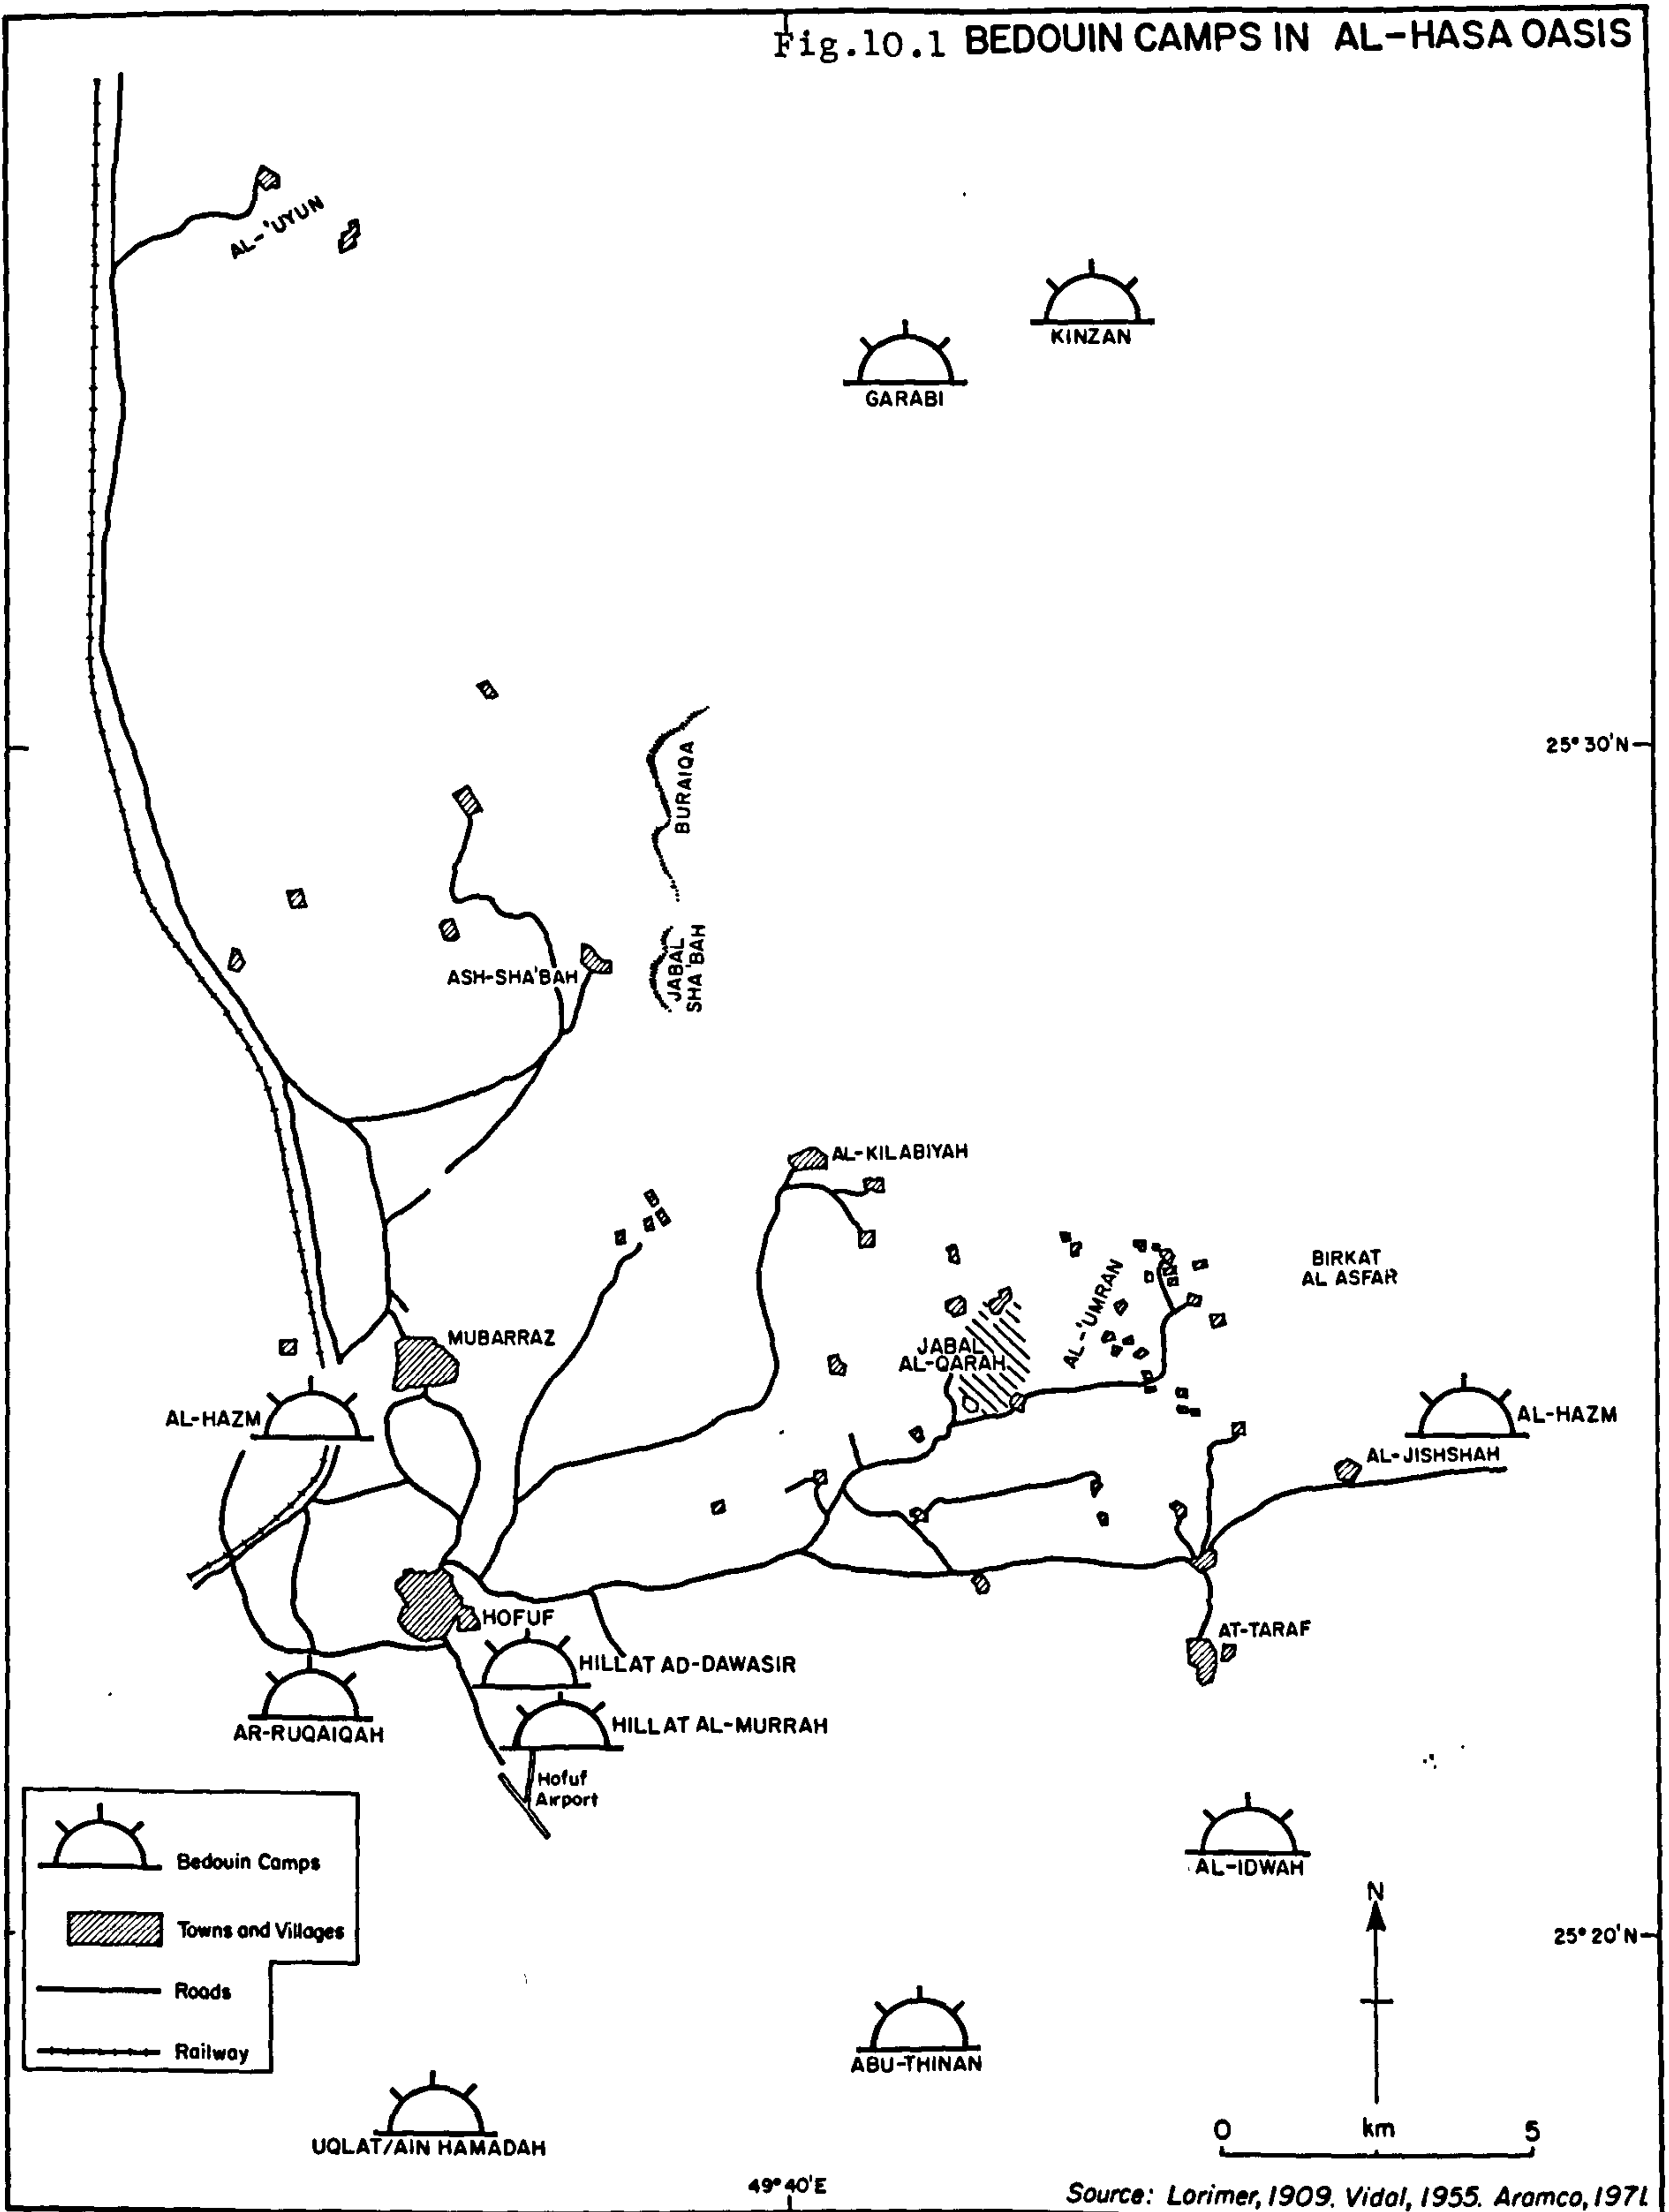 Fig.10.1 BEDOUIN CAMPS IN AL-HASA OASIS
AL-'UYUN
KINZAN
GARABI
25° 30'N
BURAIQA
ASH-SHA'BAH
JABAL
SHA'BAH
AL-KILABIYAH
BIRKAT
AL ASFAR
AL-'UMRAN
MUBARRAZ
JABAL
AL-QARAH
AL-HAZM
AL-HAZM
AL-JISHSHAH
HOFUF
AT-TARAF
HILLAT AD-DAWASIR
HILLAT AL-MURRAH
AR-RUQAIQAH
Hofuf
Airport
Bedouin Camps
AL-IDWAH
N
Towns and Villages
25° 20'N
Roads
Railway
ABU-THINAN
0 km 5
UQLAT/AIN HAMADAH
49° 40'E
Source: Lorimer, 1909. Vidal, 1955. Aramco, 1971.